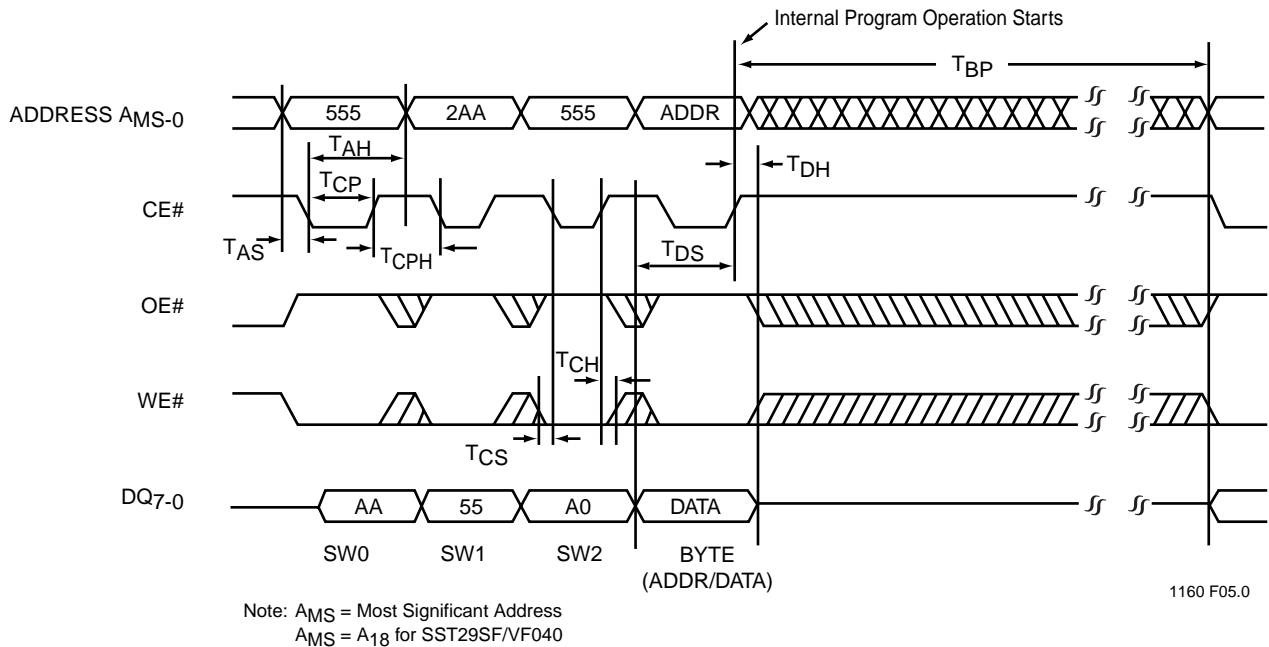 Internal Program Operation Starts
TBP
ADDRESS AMS-0
555
2AA
555
ADDR
TAH
TDH
TCP
CE#
TAS
TCPH
TDS
OE#
TCH
WE#
TCS
DQ7-0
AA
55
A0
DATA
SW0
SW1
SW2
BYTE
(ADDR/DATA)
1160 F05.0
Note: AMS = Most Significant Address
AMS = A18 for SST29SF/VF040